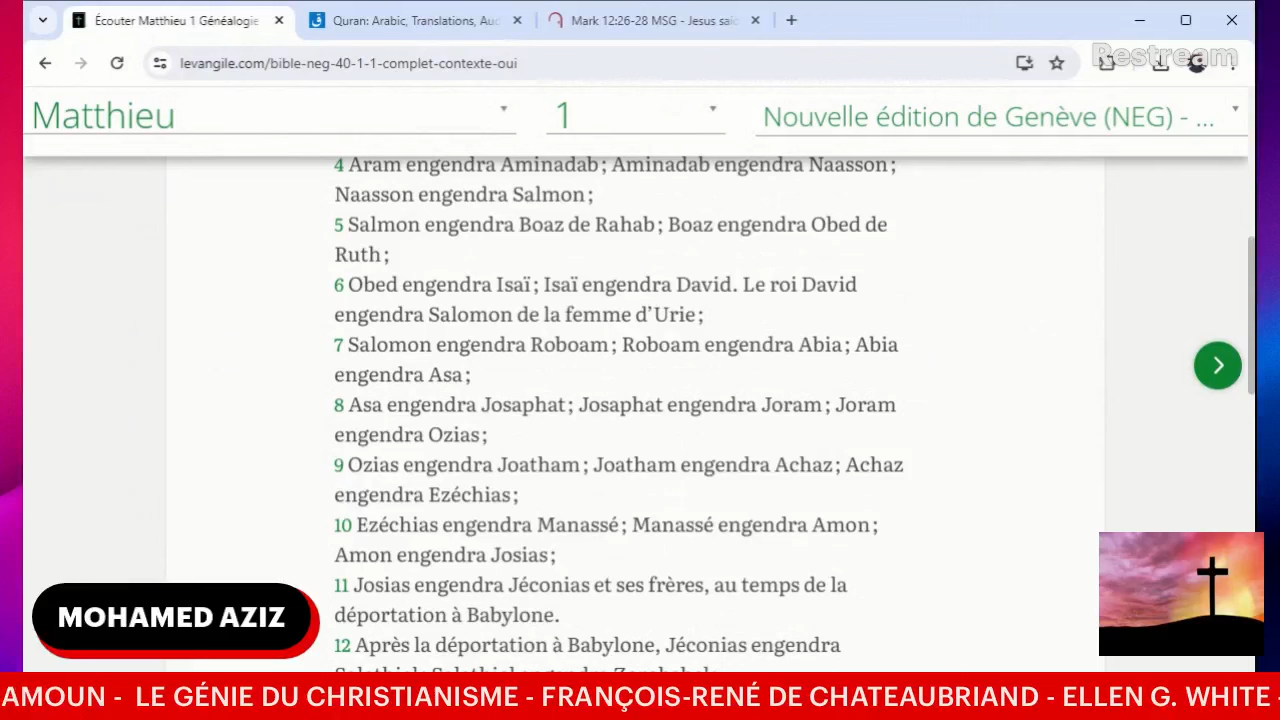 Écouter Matthieu 1 Généalogie
Quran: Arabic, Translations, Aud
Mark 12:26-28 MSG - Jesus said
levangile.com/bible-neg-40-1-1-complet-contexte-oui
Restream
Matthieu
1
Nouvelle édition de Genève (NEG) - ...
4 Aram engendra Aminadab; Aminadab engendra Naasson;
Naasson engendra Salmon;
5 Salmon engendra Boaz de Rahab; Boaz engendra Obed de
Ruth;
6 Obed engendra Isaï; Isaï engendra David. Le roi David
engendra Salomon de la femme d’Urie;
7 Salomon engendra Roboam; Roboam engendra Abia; Abia
engendra Asa;
8 Asa engendra Josaphat; Josaphat engendra Joram; Joram
engendra Ozias;
9 Ozias engendra Joatham; Joatham engendra Achaz; Achaz
engendra Ezéchias;
10 Ezéchias engendra Manassé; Manassé engendra Amon;
Amon engendra Josias;
11 Josias engendra Jéconias et ses frères, au temps de la
déportation à Babylone.
12 Après la déportation à Babylone, Jéconias engendra
MOHAMED AZIZ
AMOUN - LE GÉNIE DU CHRISTIANISME - FRANÇOIS-RENÉ DE CHATEAUBRIAND - ELLEN G. WHITE -